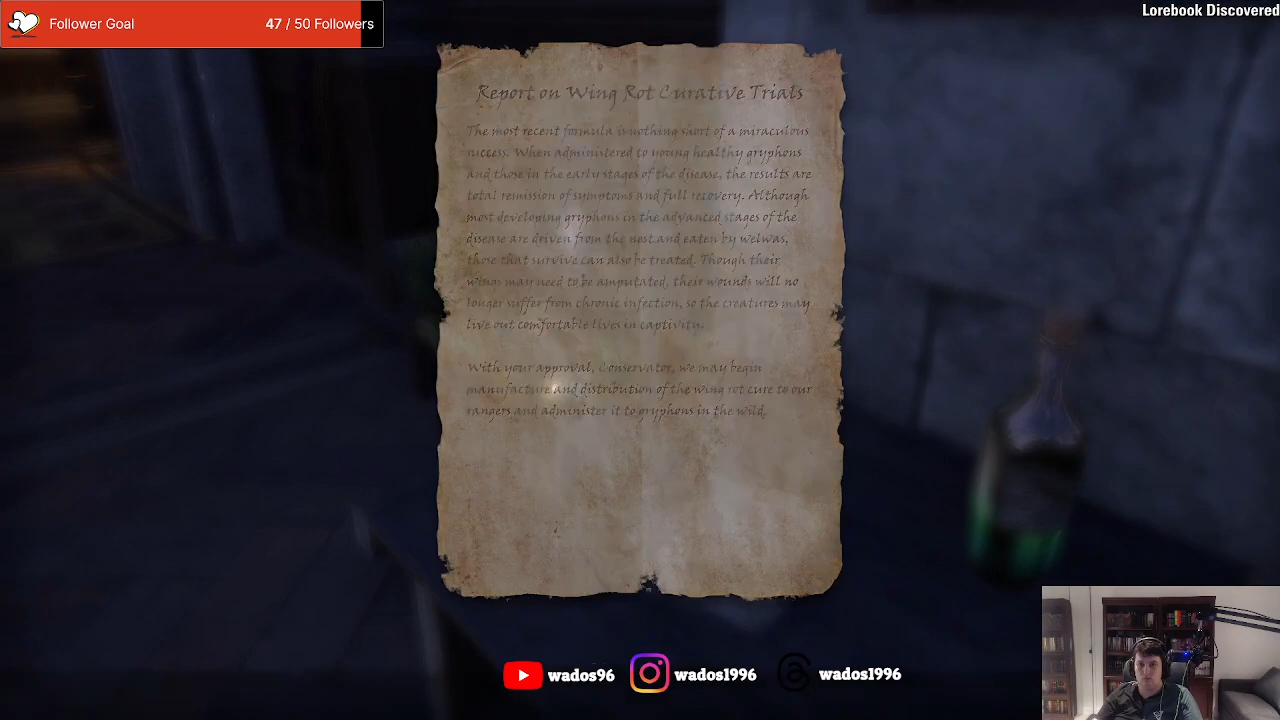 Follower Goal
47 / 50 Followers
Lorebook Discovered
Report on Wing Rot Curative Trials
The most recent formula is nothing short of a miraculous
success. When administered to young healthy gryphons
and those in the early stages of the disease, the results are
total remission of symptoms and full recovery. Although
most developing gryphons in the advanced stages of the
disease are driven from the nest and eaten by welwas,
those that survive can also be treated. Though their
wings may need to be amputated, their wounds will no
longer suffer from chronic infection, so the creatures may
live out comfortable lives in captivity.
With your approval, Conservator, we may begin
manufacture and distribution of the wing rot cure to our
rangers and administer it to gryphons in the wild.
wados96
wados1996
wados1996